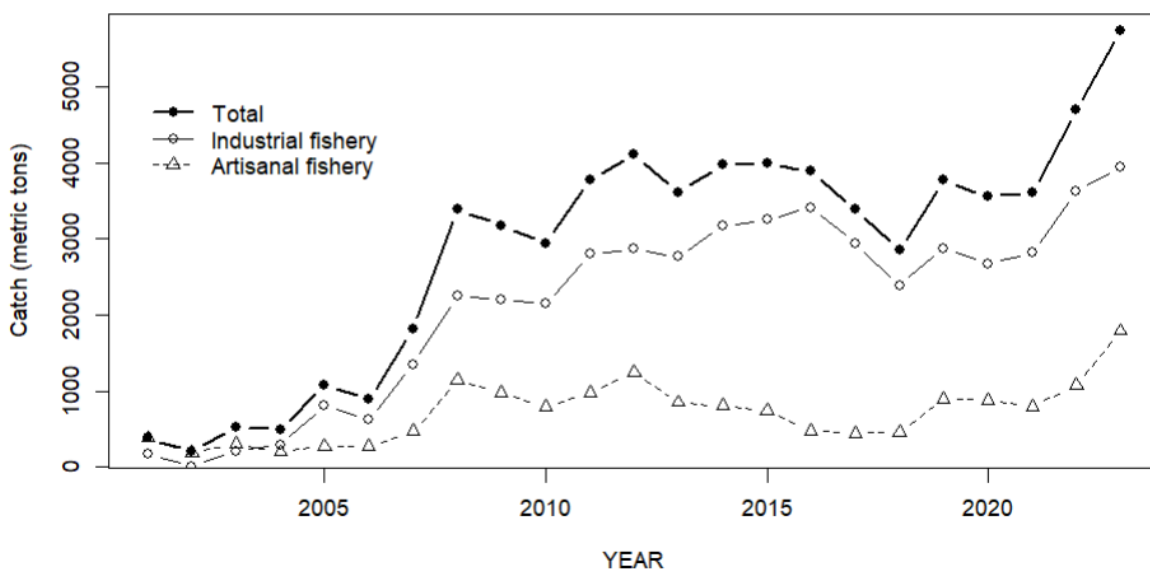 Catch (metric tons)
5000
4000
3000
2000
1000
0
Total
Industrial fishery
Artisanal fishery
2005
2010
2015
2020
YEAR